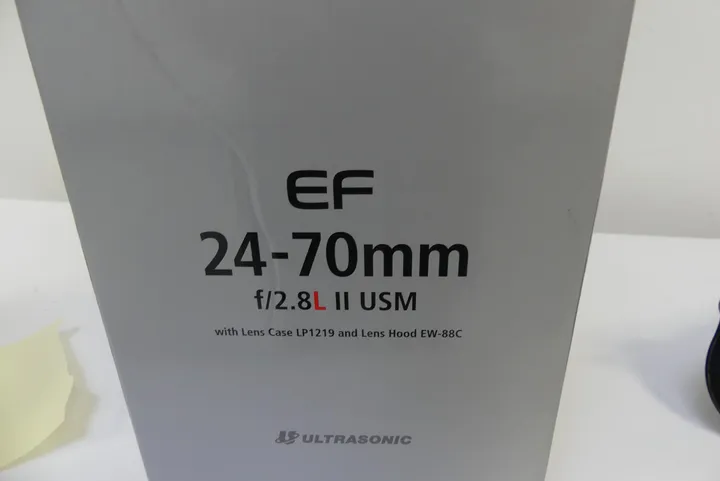 EF
24-70mm
f/2.8L II USM
with Lens Case LP1219 and Lens Hood EW-88C
ULTRASONIC